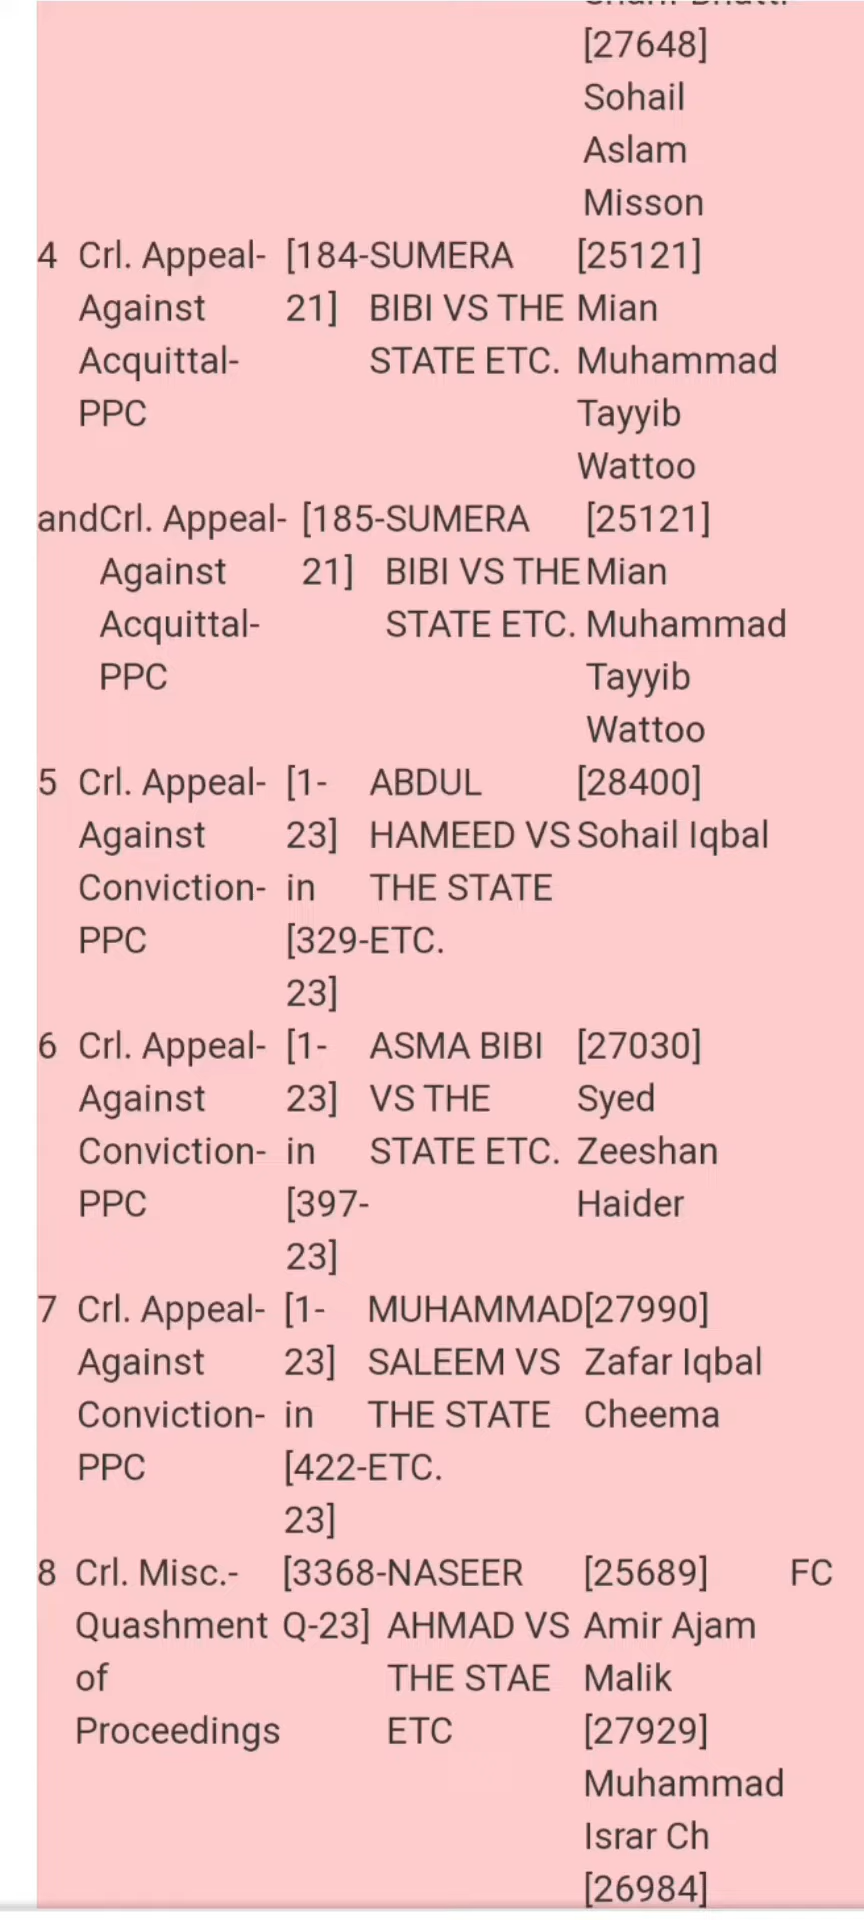 [27648]
Sohail
Aslam
Misson
4 Crl. Appeal- [184- SUMERA [25121]
Against 21] BIBI VS THE Mian
Acquittal- STATE ETC. Muhammad
PPC Tayyib
Wattoo
and Crl. Appeal- [185- SUMERA [25121]
Against 21] BIBI VS THE Mian
Acquittal- STATE ETC. Muhammad
PPC Tayyib
Wattoo
5 Crl. Appeal- [1- ABDUL [28400]
Against 23] HAMEED VS Sohail Iqbal
Conviction- in THE STATE
PPC [329- ETC.
23]
6 Crl. Appeal- [1- ASMA BIBI [27030]
Against 23] VS THE Syed
Conviction- in STATE ETC. Zeeshan
PPC [397- Haider
23]
7 Crl. Appeal- [1- MUHAMMAD [27990]
Against 23] SALEEM VS Zafar Iqbal
Conviction- in THE STATE Cheema
PPC [422- ETC.
23]
8 Crl. Misc.- [3368- NASEER [25689] FC
Quashment Q-23] AHMAD VS Amir Ajam
of THE STAE Malik
Proceedings ETC [27929]
Muhammad
Israr Ch
[26984]